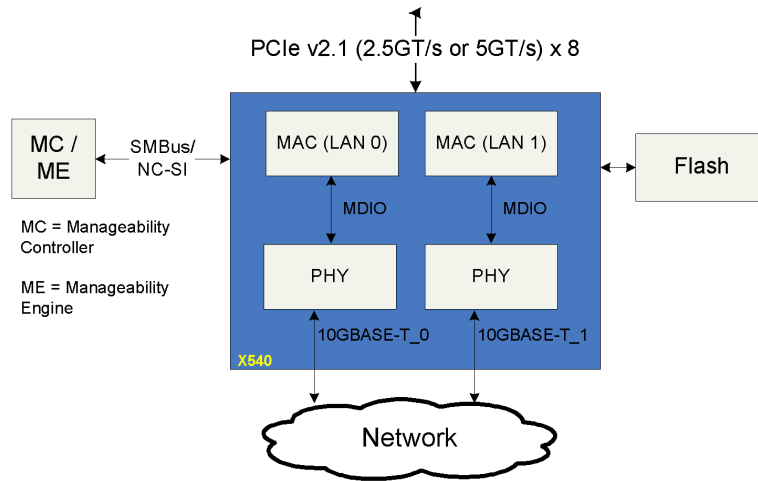 PCIe v2.1 (2.5GT/s or 5GT/s) x 8
MC /
ME
SMBus/
NC-SI
MAC (LAN 0)
MAC (LAN 1)
Flash
MDIO
MDIO
MC = Manageability
Controller
ME = Manageability
Engine
PHY
PHY
10GBASE-T_0
10GBASE-T_1
X540
Network